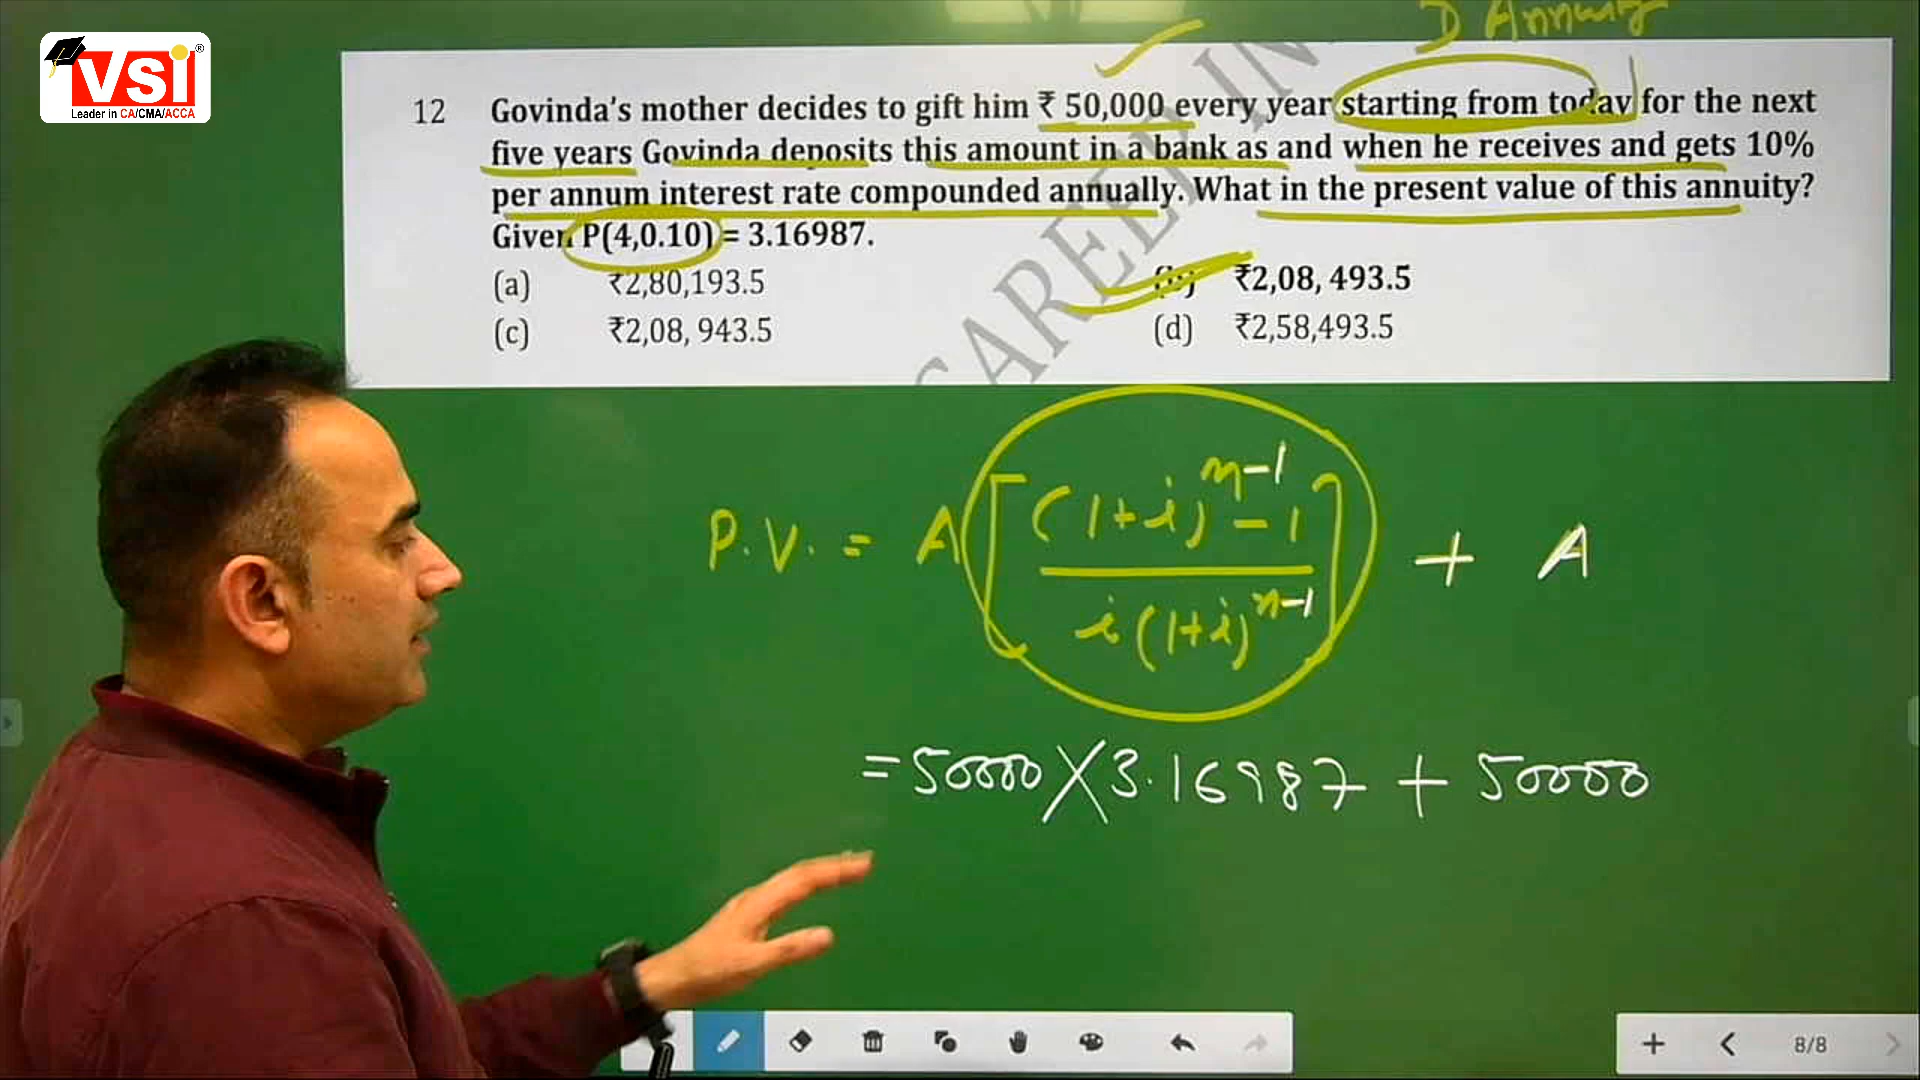 VSI®
Leader in CA/CMA/ACCA
D Annuity
12 Govinda's mother decides to gift him ₹ 50,000 every year starting from today for the next
five years Govinda deposits this amount in a bank as and when he receives and gets 10%
per annum interest rate compounded annually. What in the present value of this annuity?
Given P(4,0.10) = 3.16987.
(a) ₹2,80,193.5 (b) ₹2,08, 493.5
(c) ₹2,08, 943.5 (d) ₹2,58,493.5
CAREER IN
P.V. = A [ (1+i)^n-1 - 1 / i(1+i)^n-1 ] + A
= 50000 × 3.16987 + 50000
8/8